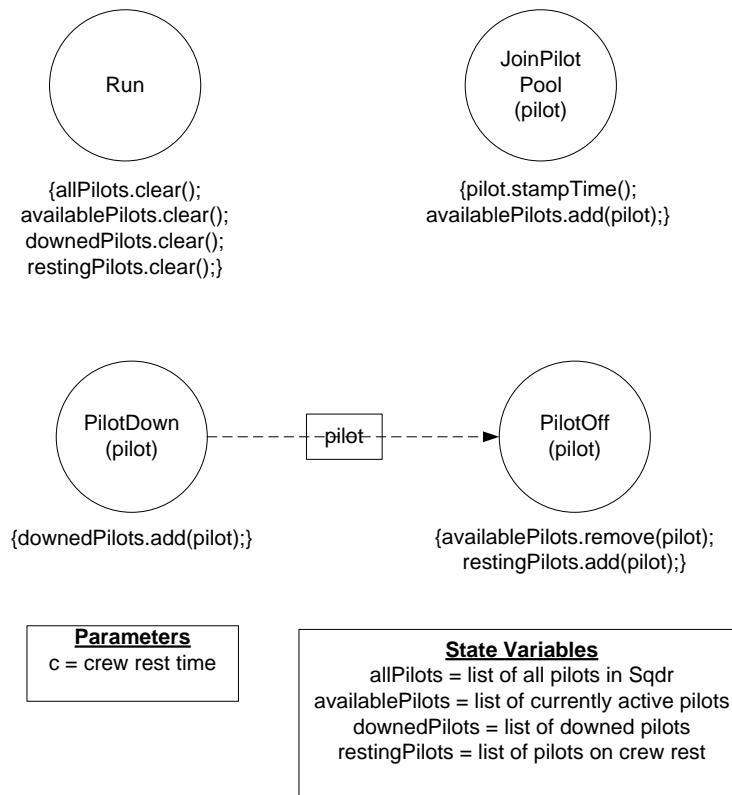 Run
JoinPilot
Pool
(pilot)
{allPilots.clear();
availablePilots.clear();
downedPilots.clear();
restingPilots.clear();}
{pilot.stampTime();
availablePilots.add(pilot);}
PilotDown
(pilot)
pilot
PilotOff
(pilot)
{downedPilots.add(pilot);}
{availablePilots.remove(pilot);
restingPilots.add(pilot);}
Parameters
c = crew rest time
State Variables
allPilots = list of all pilots in Sqdr
availablePilots = list of currently active pilots
downedPilots = list of downed pilots
restingPilots = list of pilots on crew rest